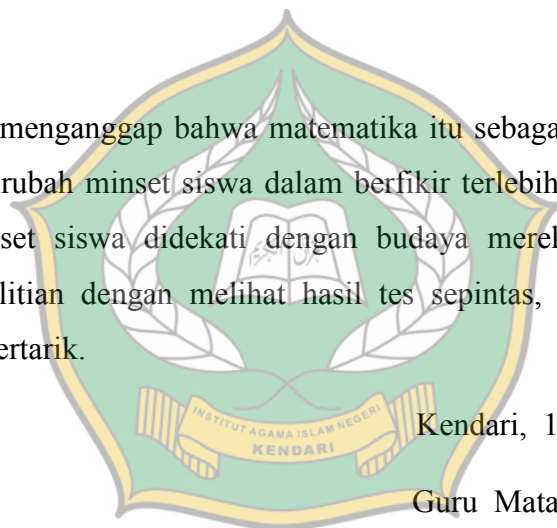 menganggap bahwa matematika itu sebaga
rubah minset siswa dalam berfikir terlebih
set siswa didekati dengan budaya merek
litian dengan melihat hasil tes sepintas,
ertarik.
INSTITUT AGAMA ISLAM NEGERI
KENDARI
Kendari, 1
Guru Mata